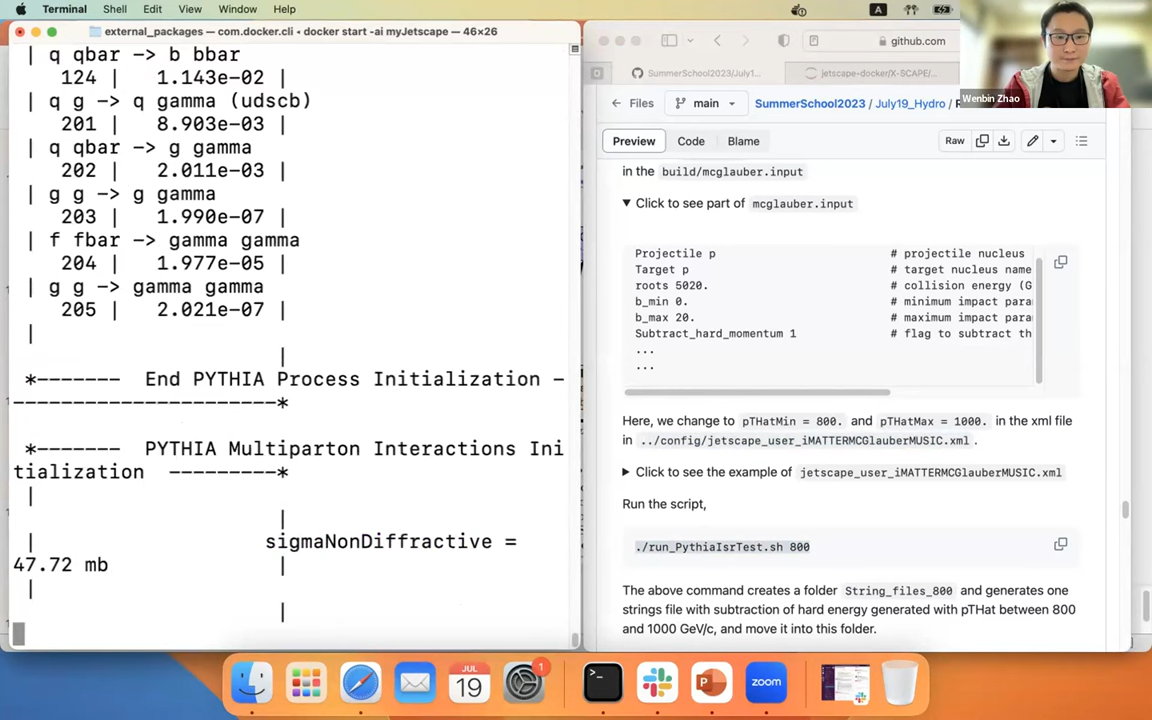 Terminal Shell Edit View Window Help
A
external_packages — com.docker.cli • docker start -ai myJetscape — 46×26
| q qbar -> b bbar
124 | 1.143e-02 |
| q g -> q gamma (udscb)
201 | 8.903e-03 |
| q qbar -> g gamma
202 | 2.011e-03 |
| g g -> g gamma
203 | 1.990e-07 |
| f fbar -> gamma gamma
204 | 1.977e-05 |
| g g -> gamma gamma
205 | 2.021e-07 |
|
|
*------- End PYTHIA Process Initialization -
----------------------*
*------- PYTHIA Multiparton Interactions Ini
tialization ---------*
|
|
| sigmaNonDiffractive =
47.72 mb |
|
|
github.com
SummerSchool2023/July1...
jetscape-docker/X-SCAPE/...
Wenbin Zhao
Files
main
SummerSchool2023 / July19_Hydro /
Preview
Code
Blame
Raw
in the build/mcglauber.input
Click to see part of mcglauber.input
Projectile p # projectile nucleus
Target p # target nucleus name
roots 5020. # collision energy (G
b_min 0. # minimum impact para
b_max 20. # maximum impact para
Subtract_hard_momentum 1 # flag to subtract th
...
...
Here, we change to pTHatMin = 800. and pTHatMax = 1000. in the xml file
in ../config/jetscape_user_iMATTERMCGlauberMUSIC.xml .
Click to see the example of jetscape_user_iMATTERMCGlauberMUSIC.xml
Run the script,
./run_PythiaIsrTest.sh 800
The above command creates a folder String_files_800 and generates one
strings file with subtraction of hard energy generated with pTHat between 800
and 1000 GeV/c, and move it into this folder.
JUL
19
1
>_
P
zoom